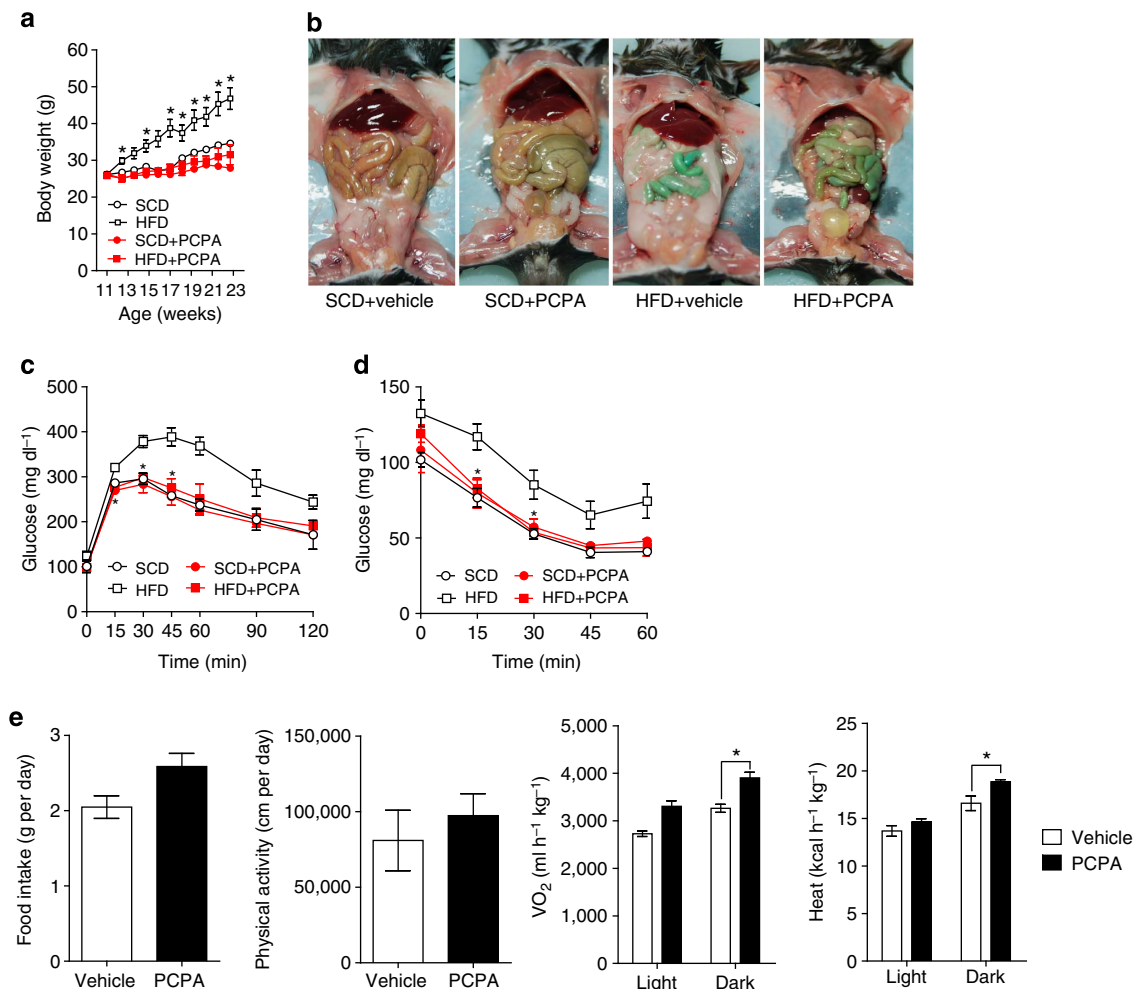 a
60
50
40
30
20
10
0
Body weight (g)
* * * * * * * *
SCD
HFD
SCD+PCPA
HFD+PCPA
11 13 15 17 19 21 23
Age (weeks)
b
SCD+vehicle SCD+PCPA HFD+vehicle HFD+PCPA
c
500
400
300
200
100
0
Glucose (mg dl⁻¹)
* * *
SCD SCD+PCPA
HFD HFD+PCPA
0 15 30 45 60 90 120
Time (min)
d
150
100
50
0
Glucose (mg dl⁻¹)
* *
SCD SCD+PCPA
HFD HFD+PCPA
0 15 30 45 60
Time (min)
e
3
2
1
0
Food intake (g per day)
Vehicle PCPA
150,000
100,000
50,000
0
Physical activity (cm per day)
Vehicle PCPA
5,000
4,000
3,000
2,000
1,000
0
VO₂ (ml h⁻¹ kg⁻¹)
*
Light Dark
25
20
15
10
5
0
Heat (kcal h⁻¹ kg⁻¹)
*
Light Dark
Vehicle
PCPA